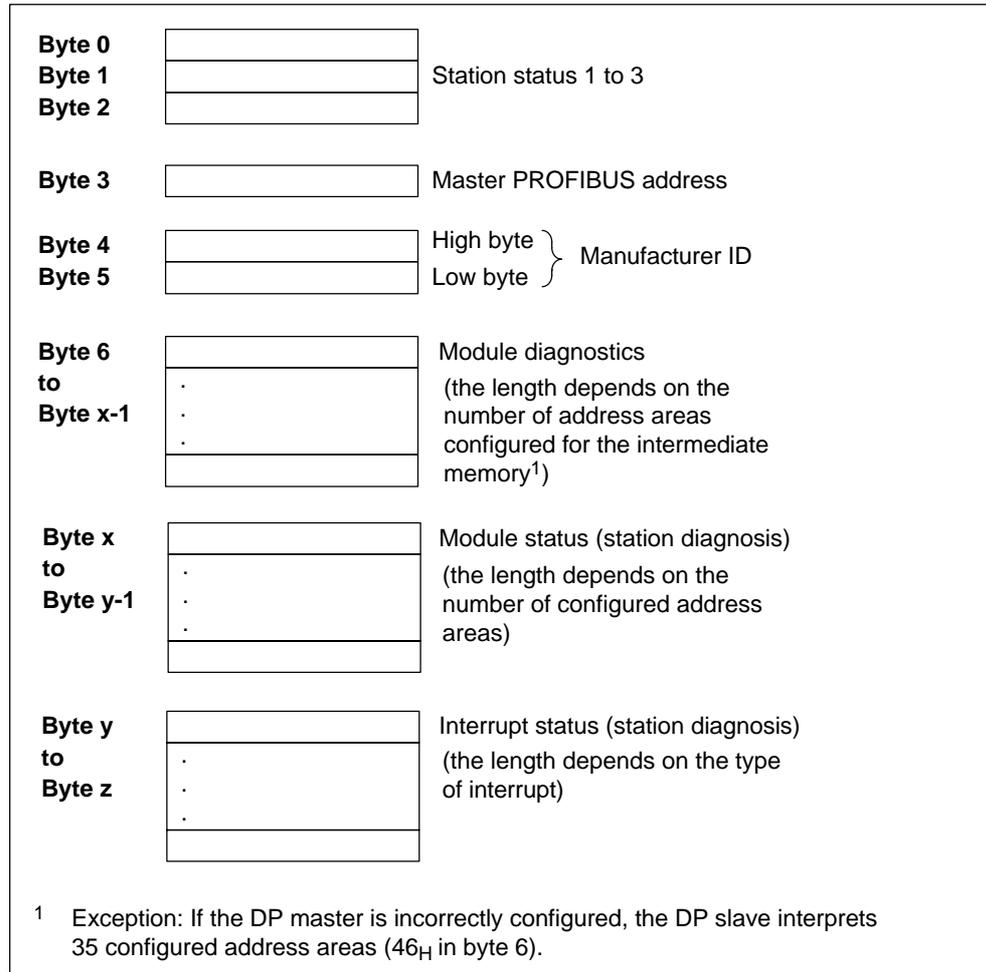 Byte 0
Byte 1 Station status 1 to 3
Byte 2
Byte 3 Master PROFIBUS address
Byte 4 High byte
Manufacturer ID
Byte 5 Low byte
Byte 6 Module diagnostics
to (the length depends on the
Byte x-1 number of address areas
configured for the intermediate
memory1)
Byte x Module status (station diagnosis)
to (the length depends on the
Byte y-1 number of configured address
areas)
Byte y Interrupt status (station diagnosis)
to (the length depends on the type
Byte z of interrupt)
1 Exception: If the DP master is incorrectly configured, the DP slave interprets
35 configured address areas (46H in byte 6).